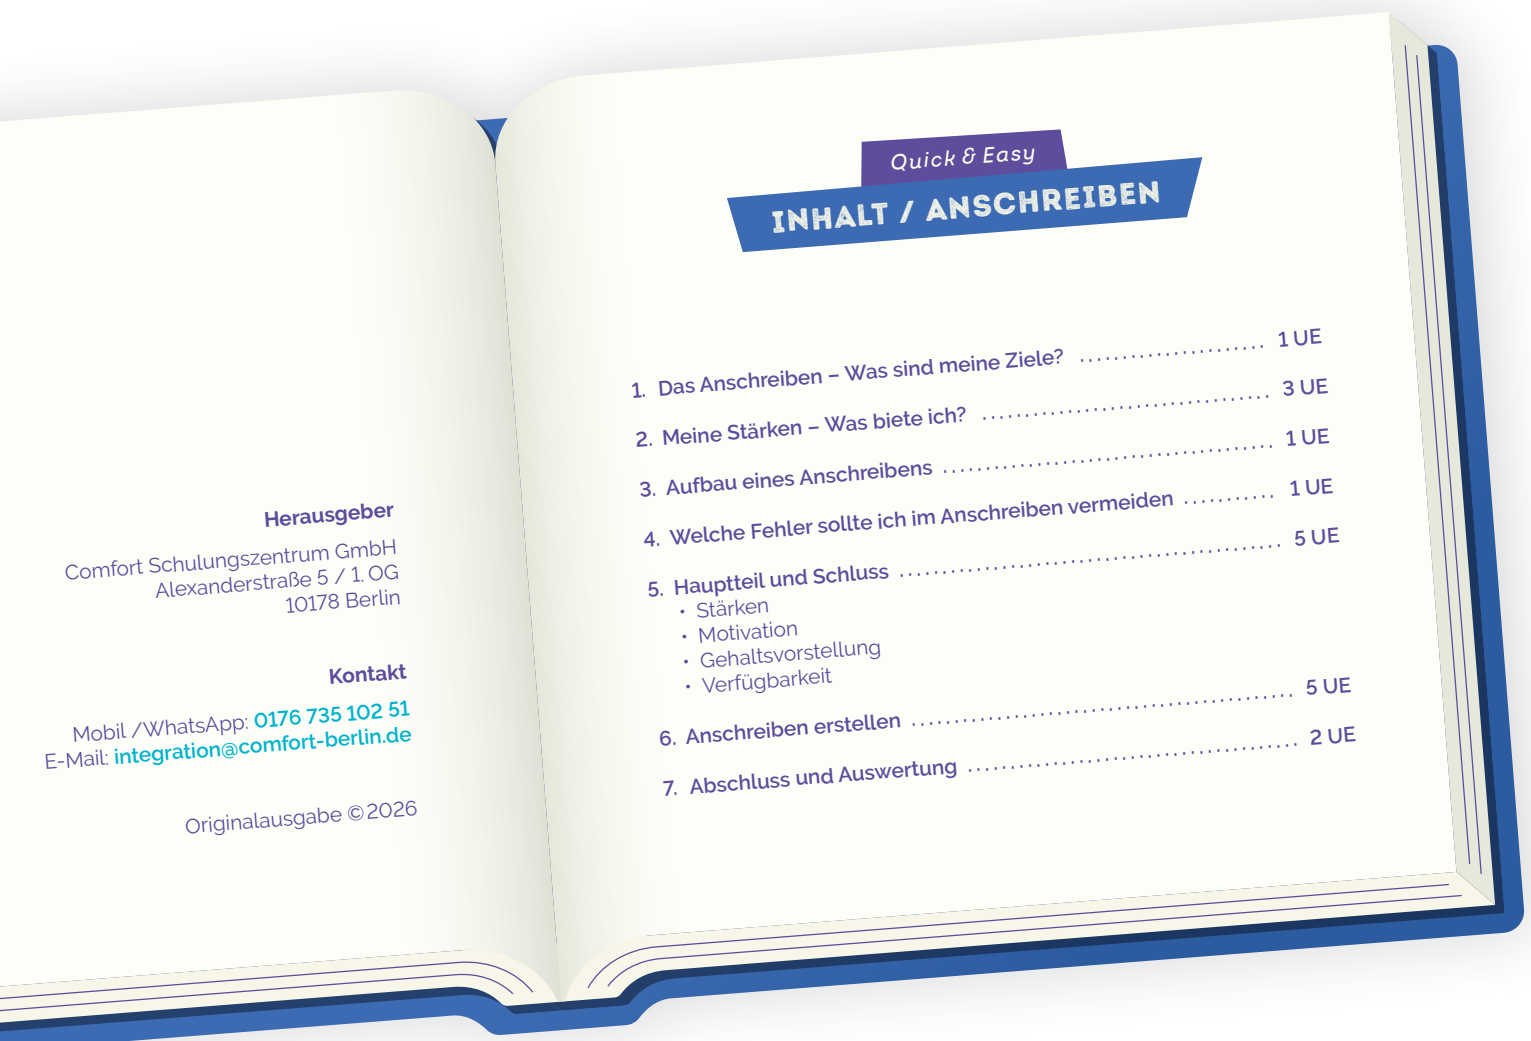 Herausgeber
Comfort Schulungszentrum GmbH
Alexanderstraße 5 / 1. OG
10178 Berlin
Kontakt
Mobil /WhatsApp: 0176 735 102 51
E-Mail: integration@comfort-berlin.de
Originalausgabe © 2026
Quick & Easy
INHALT / ANSCHREIBEN
1. Das Anschreiben – Was sind meine Ziele? ...................... 1 UE
2. Meine Stärken – Was biete ich? .................................. 3 UE
3. Aufbau eines Anschreibens ....................................... 1 UE
4. Welche Fehler sollte ich im Anschreiben vermeiden ........... 1 UE
5. Hauptteil und Schluss ............................................. 5 UE
• Stärken
• Motivation
• Gehaltsvorstellung
• Verfügbarkeit
6. Anschreiben erstellen ............................................. 5 UE
7. Abschluss und Auswertung ....................................... 2 UE